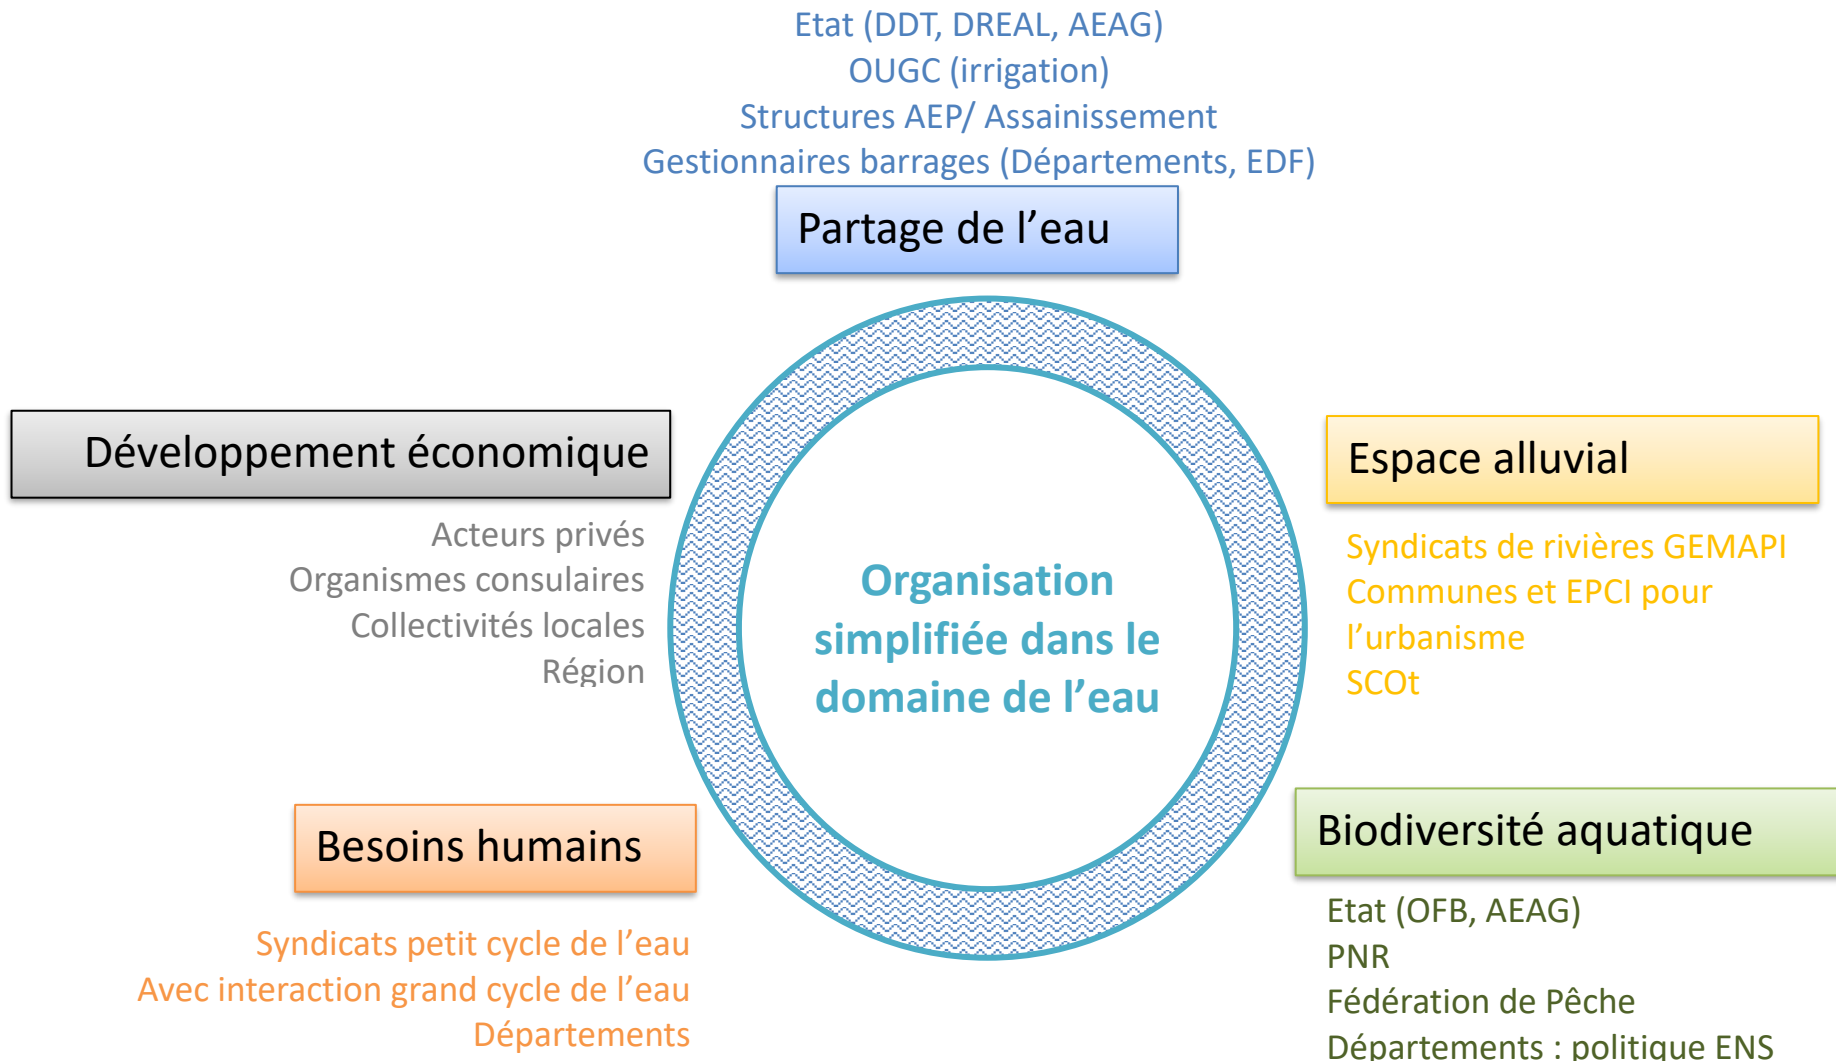 Etat (DDT, DREAL, AEAG)
OUGC (irrigation)
Structures AEP/ Assainissement
Gestionnaires barrages (Départements, EDF)
Partage de l’eau
Développement économique
Acteurs privés
Organismes consulaires
Collectivités locales
Région
Organisation
simplifiée dans le
domaine de l’eau
Espace alluvial
Syndicats de rivières GEMAPI
Communes et EPCI pour
l’urbanisme
SCOt
Besoins humains
Syndicats petit cycle de l’eau
Avec interaction grand cycle de l’eau
Départements
Biodiversité aquatique
Etat (OFB, AEAG)
PNR
Fédération de Pêche
Départements : politique ENS